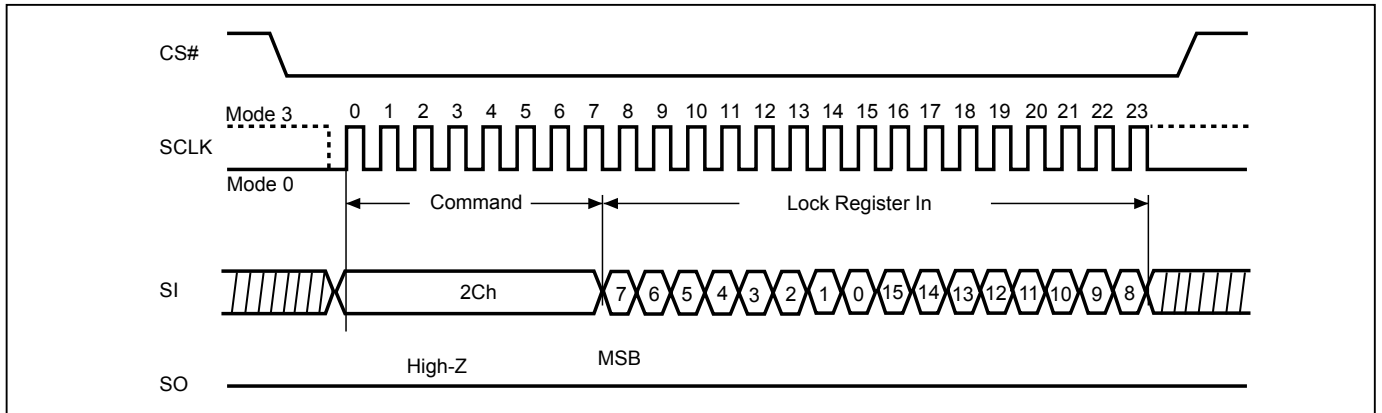 CS#
Mode 3
0 1 2 3 4 5 6 7 8 9 10 11 12 13 14 15 16 17 18 19 20 21 22 23
SCLK
Mode 0
Command
Lock Register In
SI
2Ch
7 6 5 4 3 2 1 0 15 14 13 12 11 10 9 8
High-Z
MSB
SO